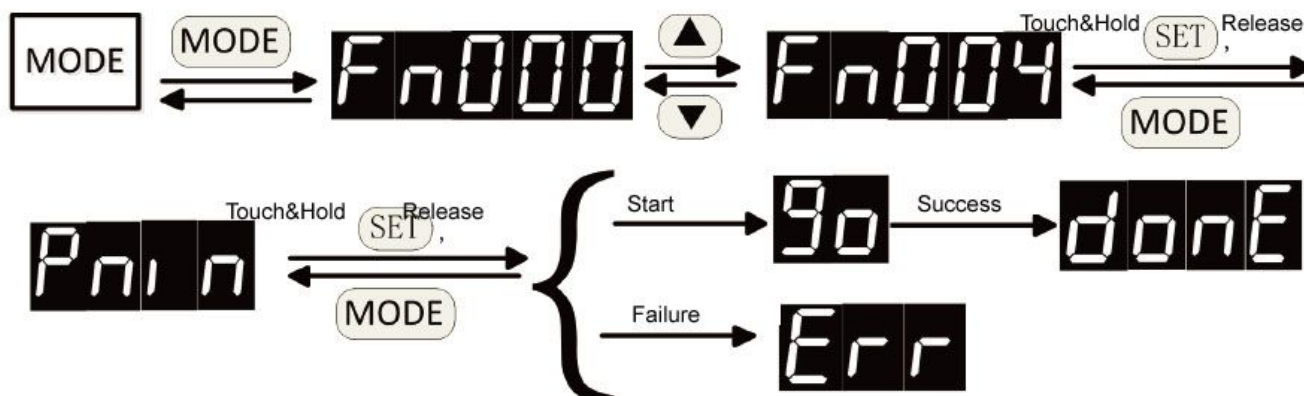 MODE MODE Fn000 ▲ Fn004 Touch&Hold SET, Release
▼ MODE
Pnin Touch&Hold SET, Release Start go Success donE
MODE
Failure Err